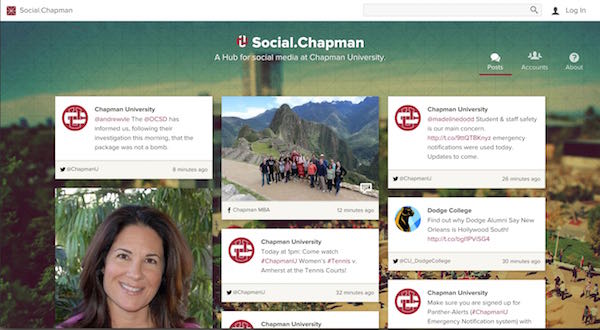 Social.Chapman
Log In
Social.Chapman
A Hub for social media at Chapman University.
Posts
Accounts
About
Chapman University
@andrewvle The @OCSD has
informed us, following their
investigation this morning, that
the package was not a bomb.
@ChapmanU
8 minutes ago
Chapman MBA
12 minutes ago
Chapman University
Today at 1pm: Come watch
#ChapmanU Women's #Tennis v.
Amherst at the Tennis Courts!
@ChapmanU
32 minutes ago
Chapman University
Chapman University
@madelinedodd Student & staff safety
is our main concern.
emergency
notifications were used today.
Updates to come.
@ChapmanU
26 minutes ago
Dodge College
Find out why Dodge Alumni Say New
Orleans is Hollywood South!
@CU_DodgeCollege
30 minutes ago
Chapman University
Make sure you are signed up for
Panther-Alerts (#ChapmanU
Emergency Notification system with